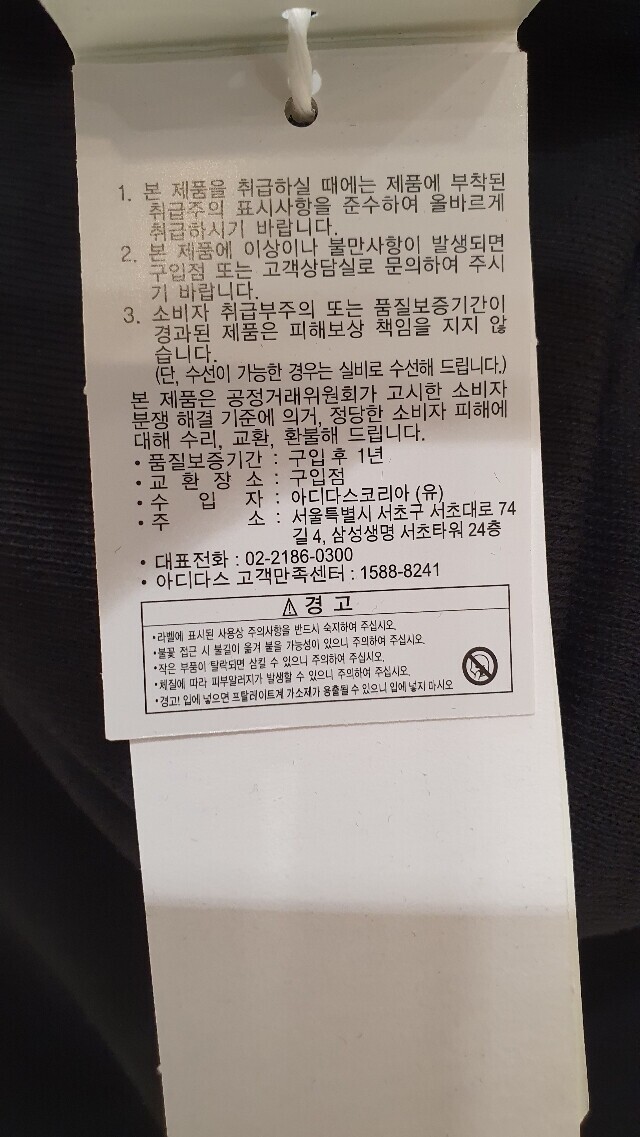 1. 본 제품을 취급하실 때에는 제품에 부착된
취급주의 표시사항을 준수하여 올바르게
취급하시기 바랍니다.
2. 본 제품에 이상이나 불만사항이 발생되면
구입점 또는 고객상담실로 문의하여 주시
기 바랍니다.
3. 소비자 취급부주의 또는 품질보증기간이
경과된 제품은 피해보상 책임을 지지 않
습니다.
(단, 수선이 가능한 경우는 실비로 수선해 드립니다.)
본 제품은 공정거래위원회가 고시한 소비자
분쟁 해결 기준에 의거, 정당한 소비자 피해에
대해 수리, 교환, 환불해 드립니다.
• 품질보증기간 : 구입 후 1년
• 교 환 장 소 : 구입점
• 수 입 자 : 아디다스코리아 (유)
• 주 소 : 서울특별시 서초구 서초대로 74
길 4, 삼성생명 서초타워 24층
• 대표전화 : 02-2186-0300
• 아디다스 고객만족센터 : 1588-8241
⚠ 경 고
• 라벨에 표시된 사용상 주의사항을 반드시 숙지하여 주십시오.
• 불꽃 접근 시 불길이 옮겨 붙을 가능성이 있으니 주의하여 주십시오.
• 작은 부품이 탈락되면 삼킬 수 있으니 주의하여 주십시오.
• 체질에 따라 피부알러지가 발생할 수 있으니 주의하여 주십시오.
• 경고! 입에 넣으면 프탈레이트계 가소제가 용출될 수 있으니 입에 넣지 마시오